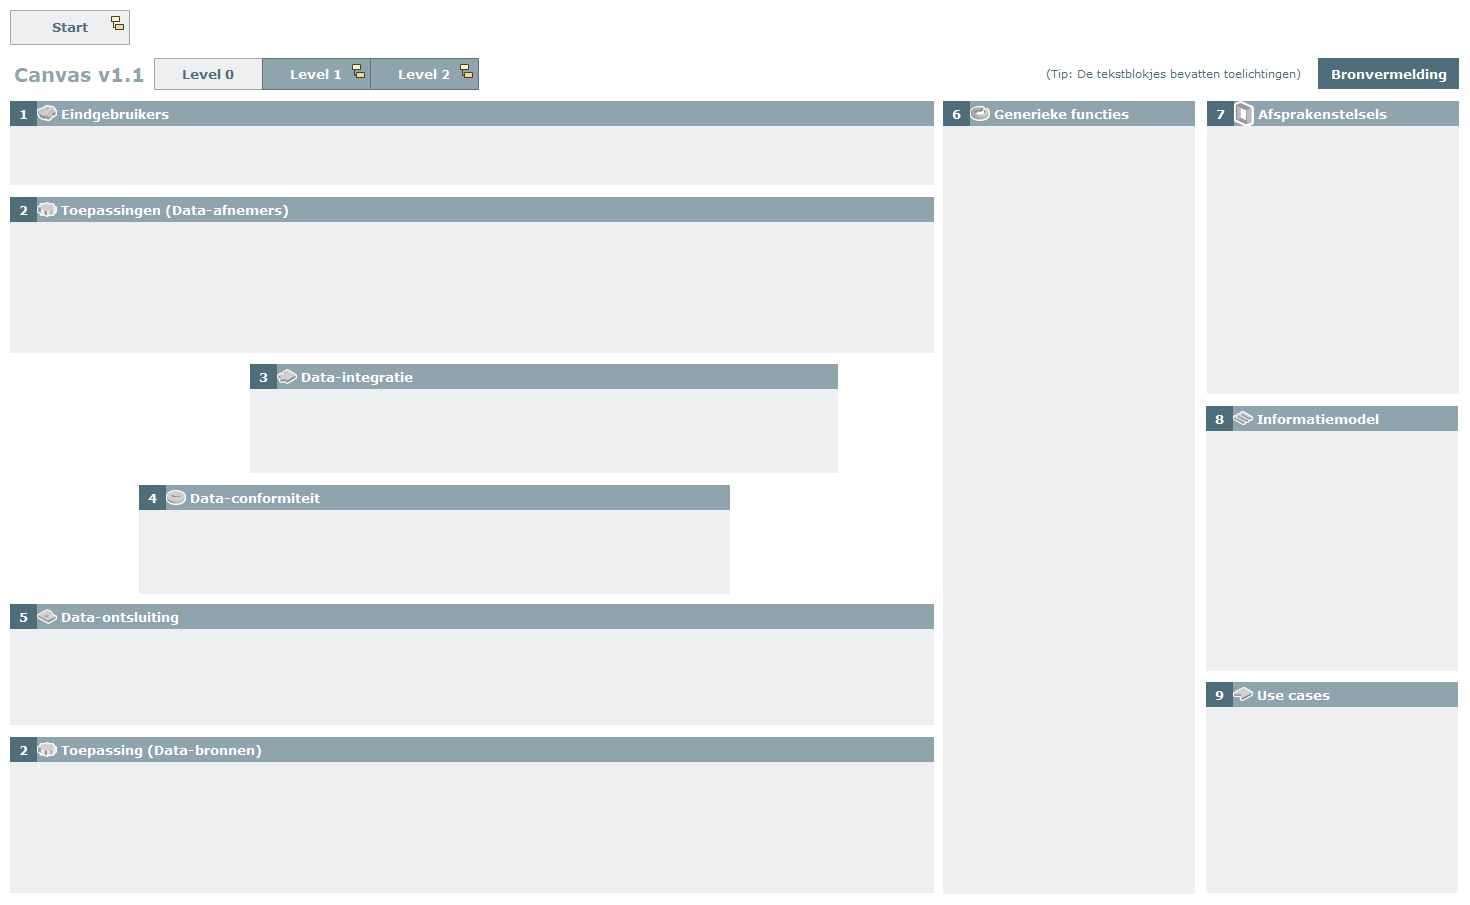 Start
Canvas v1.1
Level 0
Level 1
Level 2
(Tip: De tekstblokjes bevatten toelichtingen)
Bronvermelding
1 Eindgebruikers
2 Toepassingen (Data-afnemers)
3 Data-integratie
4 Data-conformiteit
5 Data-ontsluiting
2 Toepassing (Data-bronnen)
6 Generieke functies
7 Afsprakenstelsels
8 Informatiemodel
9 Use cases